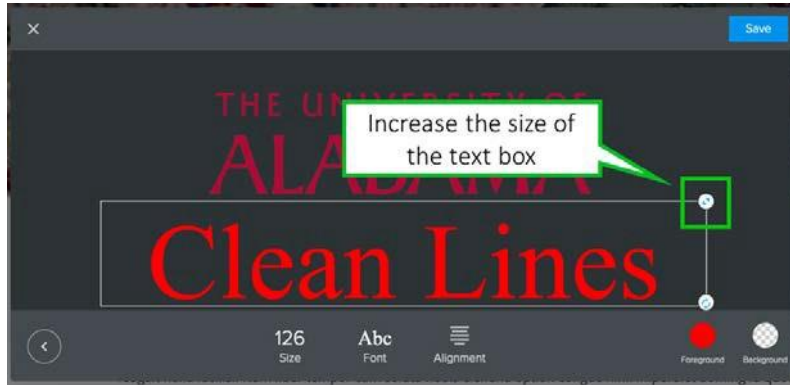 Save
THE UNIVERSITY OF
ALABAMA
Increase the size of
the text box
Clean Lines
126
Size
Abc
Font
Alignment
Foreground
Background